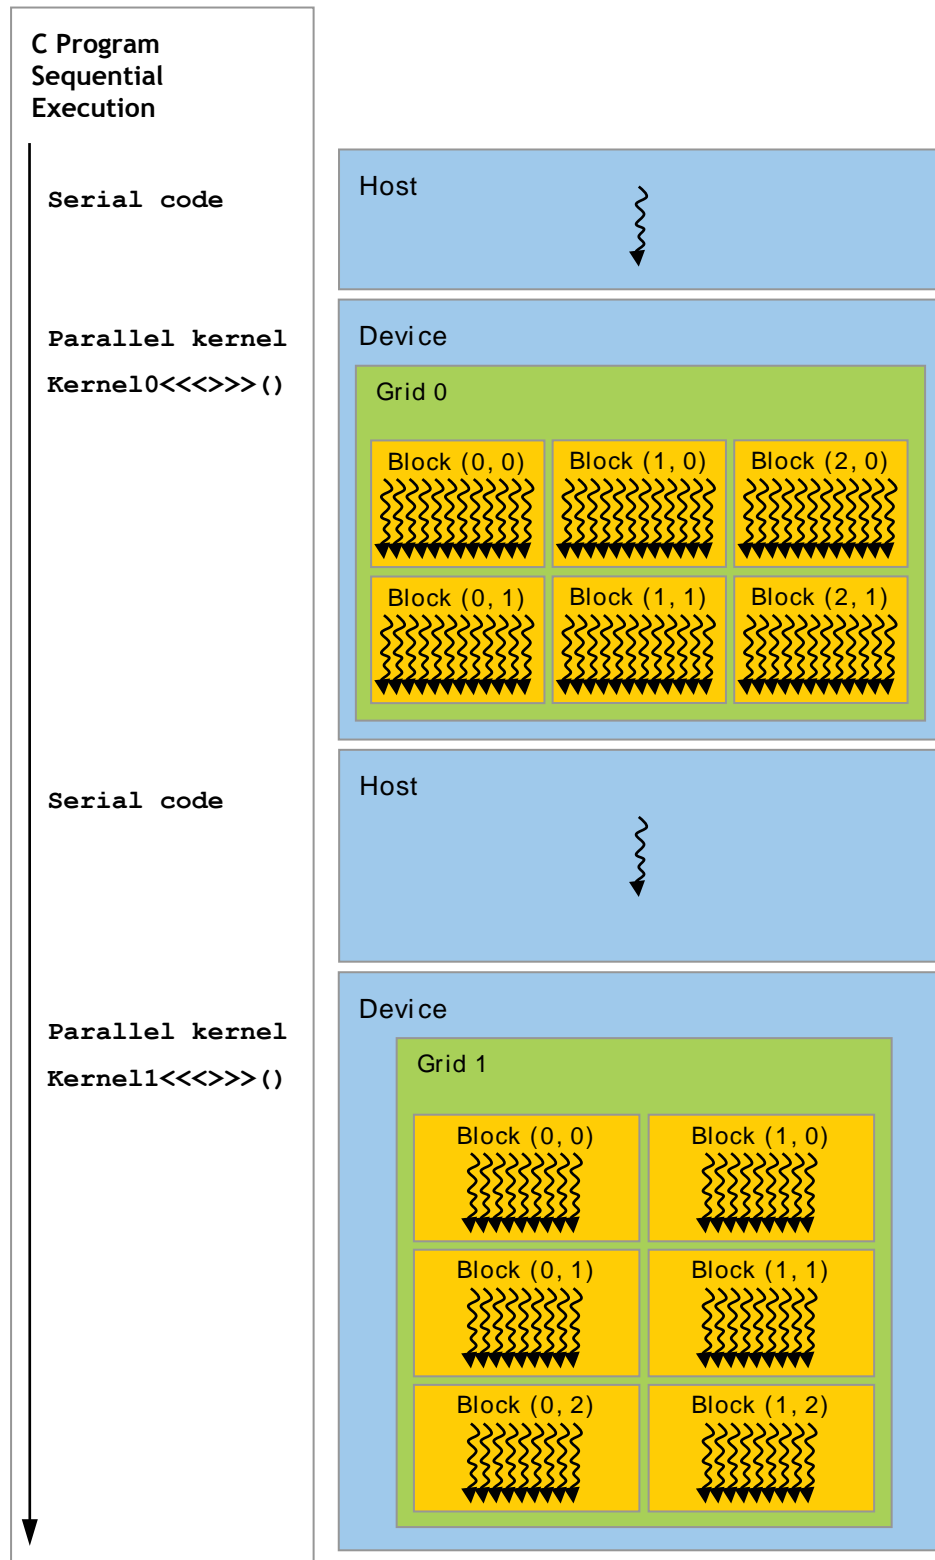 C Program
Sequential
Execution
Serial code
Host
Parallel kernel
Kernel0<<<>>>()
Device
Grid 0
Block (0, 0)
Block (1, 0)
Block (2, 0)
Block (0, 1)
Block (1, 1)
Block (2, 1)
Serial code
Host
Parallel kernel
Kernel1<<<>>>()
Device
Grid 1
Block (0, 0)
Block (1, 0)
Block (0, 1)
Block (1, 1)
Block (0, 2)
Block (1, 2)